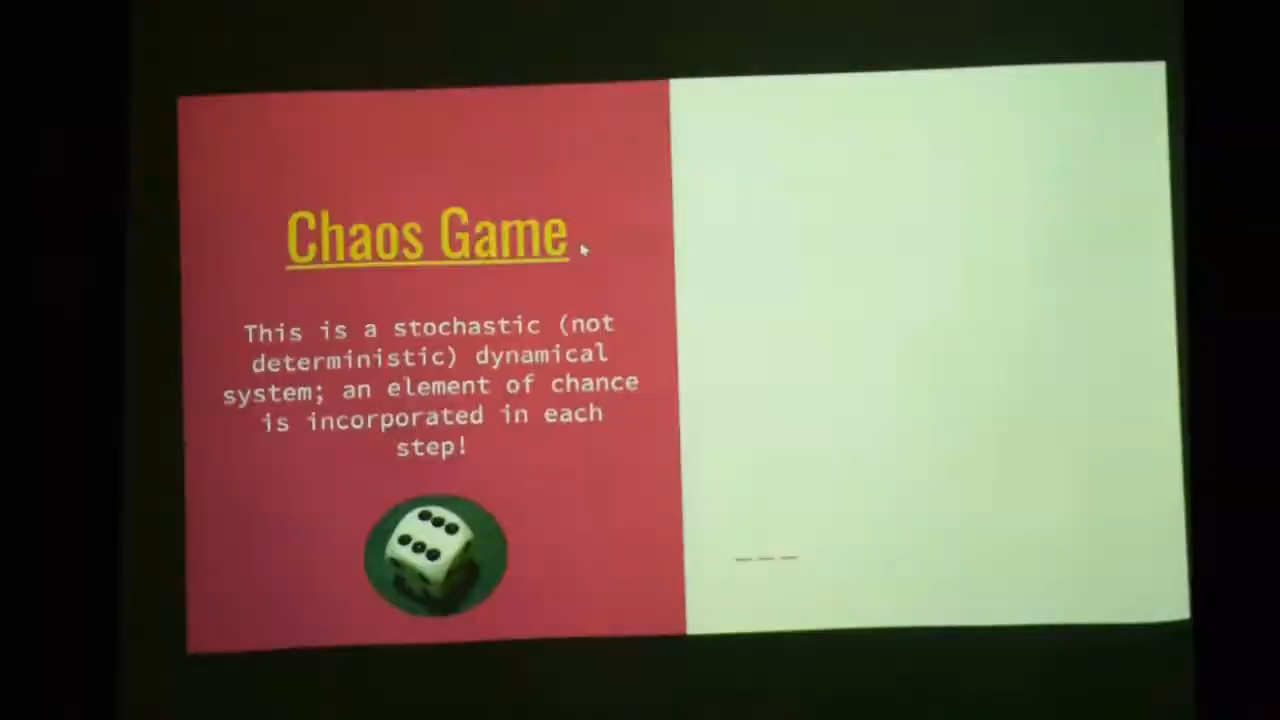 Chaos Game
This is a stochastic (not
deterministic) dynamical
system; an element of chance
is incorporated in each
step!